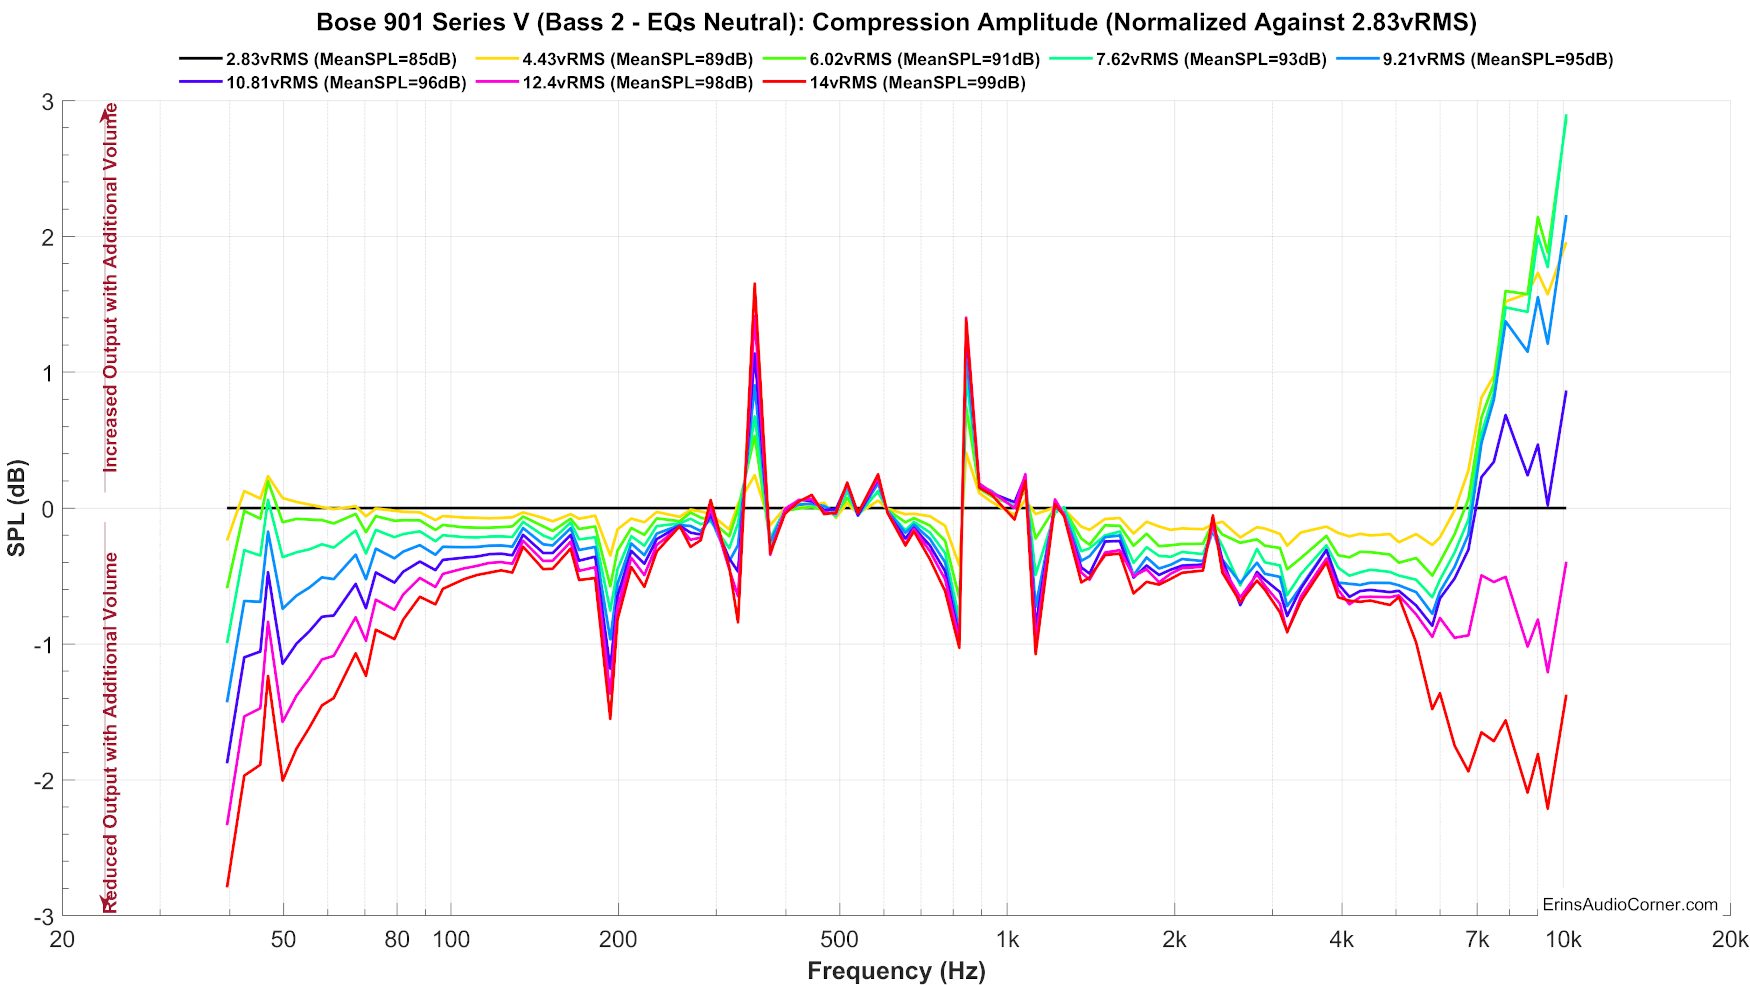 Bose 901 Series V (Bass 2 - EQs Neutral): Compression Amplitude (Normalized Against 2.83vRMS)
2.83vRMS (MeanSPL=85dB) 4.43vRMS (MeanSPL=89dB) 6.02vRMS (MeanSPL=91dB) 7.62vRMS (MeanSPL=93dB) 9.21vRMS (MeanSPL=95dB)
10.81vRMS (MeanSPL=96dB) 12.4vRMS (MeanSPL=98dB) 14vRMS (MeanSPL=99dB)
SPL (dB)
3
2
1
0
-1
-2
-3
Increased Output with Additional Volume
Reduced Output with Additional Volume
ErinsAudioCorner.com
20 50 80 100 200 500 1k 2k 4k 7k 10k 20k
Frequency (Hz)